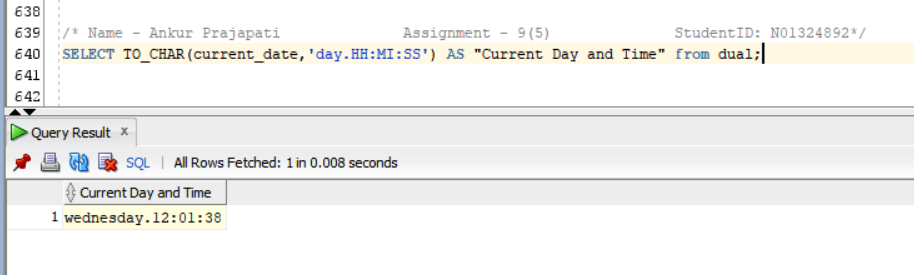 638
639 /* Name - Ankur Prajapati Assignment - 9(5) StudentID: N01324892*/
640 SELECT TO_CHAR(current_date,'day.HH:MI:SS') AS "Current Day and Time" from dual;
641
642
Query Result x
SQL | All Rows Fetched: 1 in 0.008 seconds
Current Day and Time
1 wednesday.12:01:38